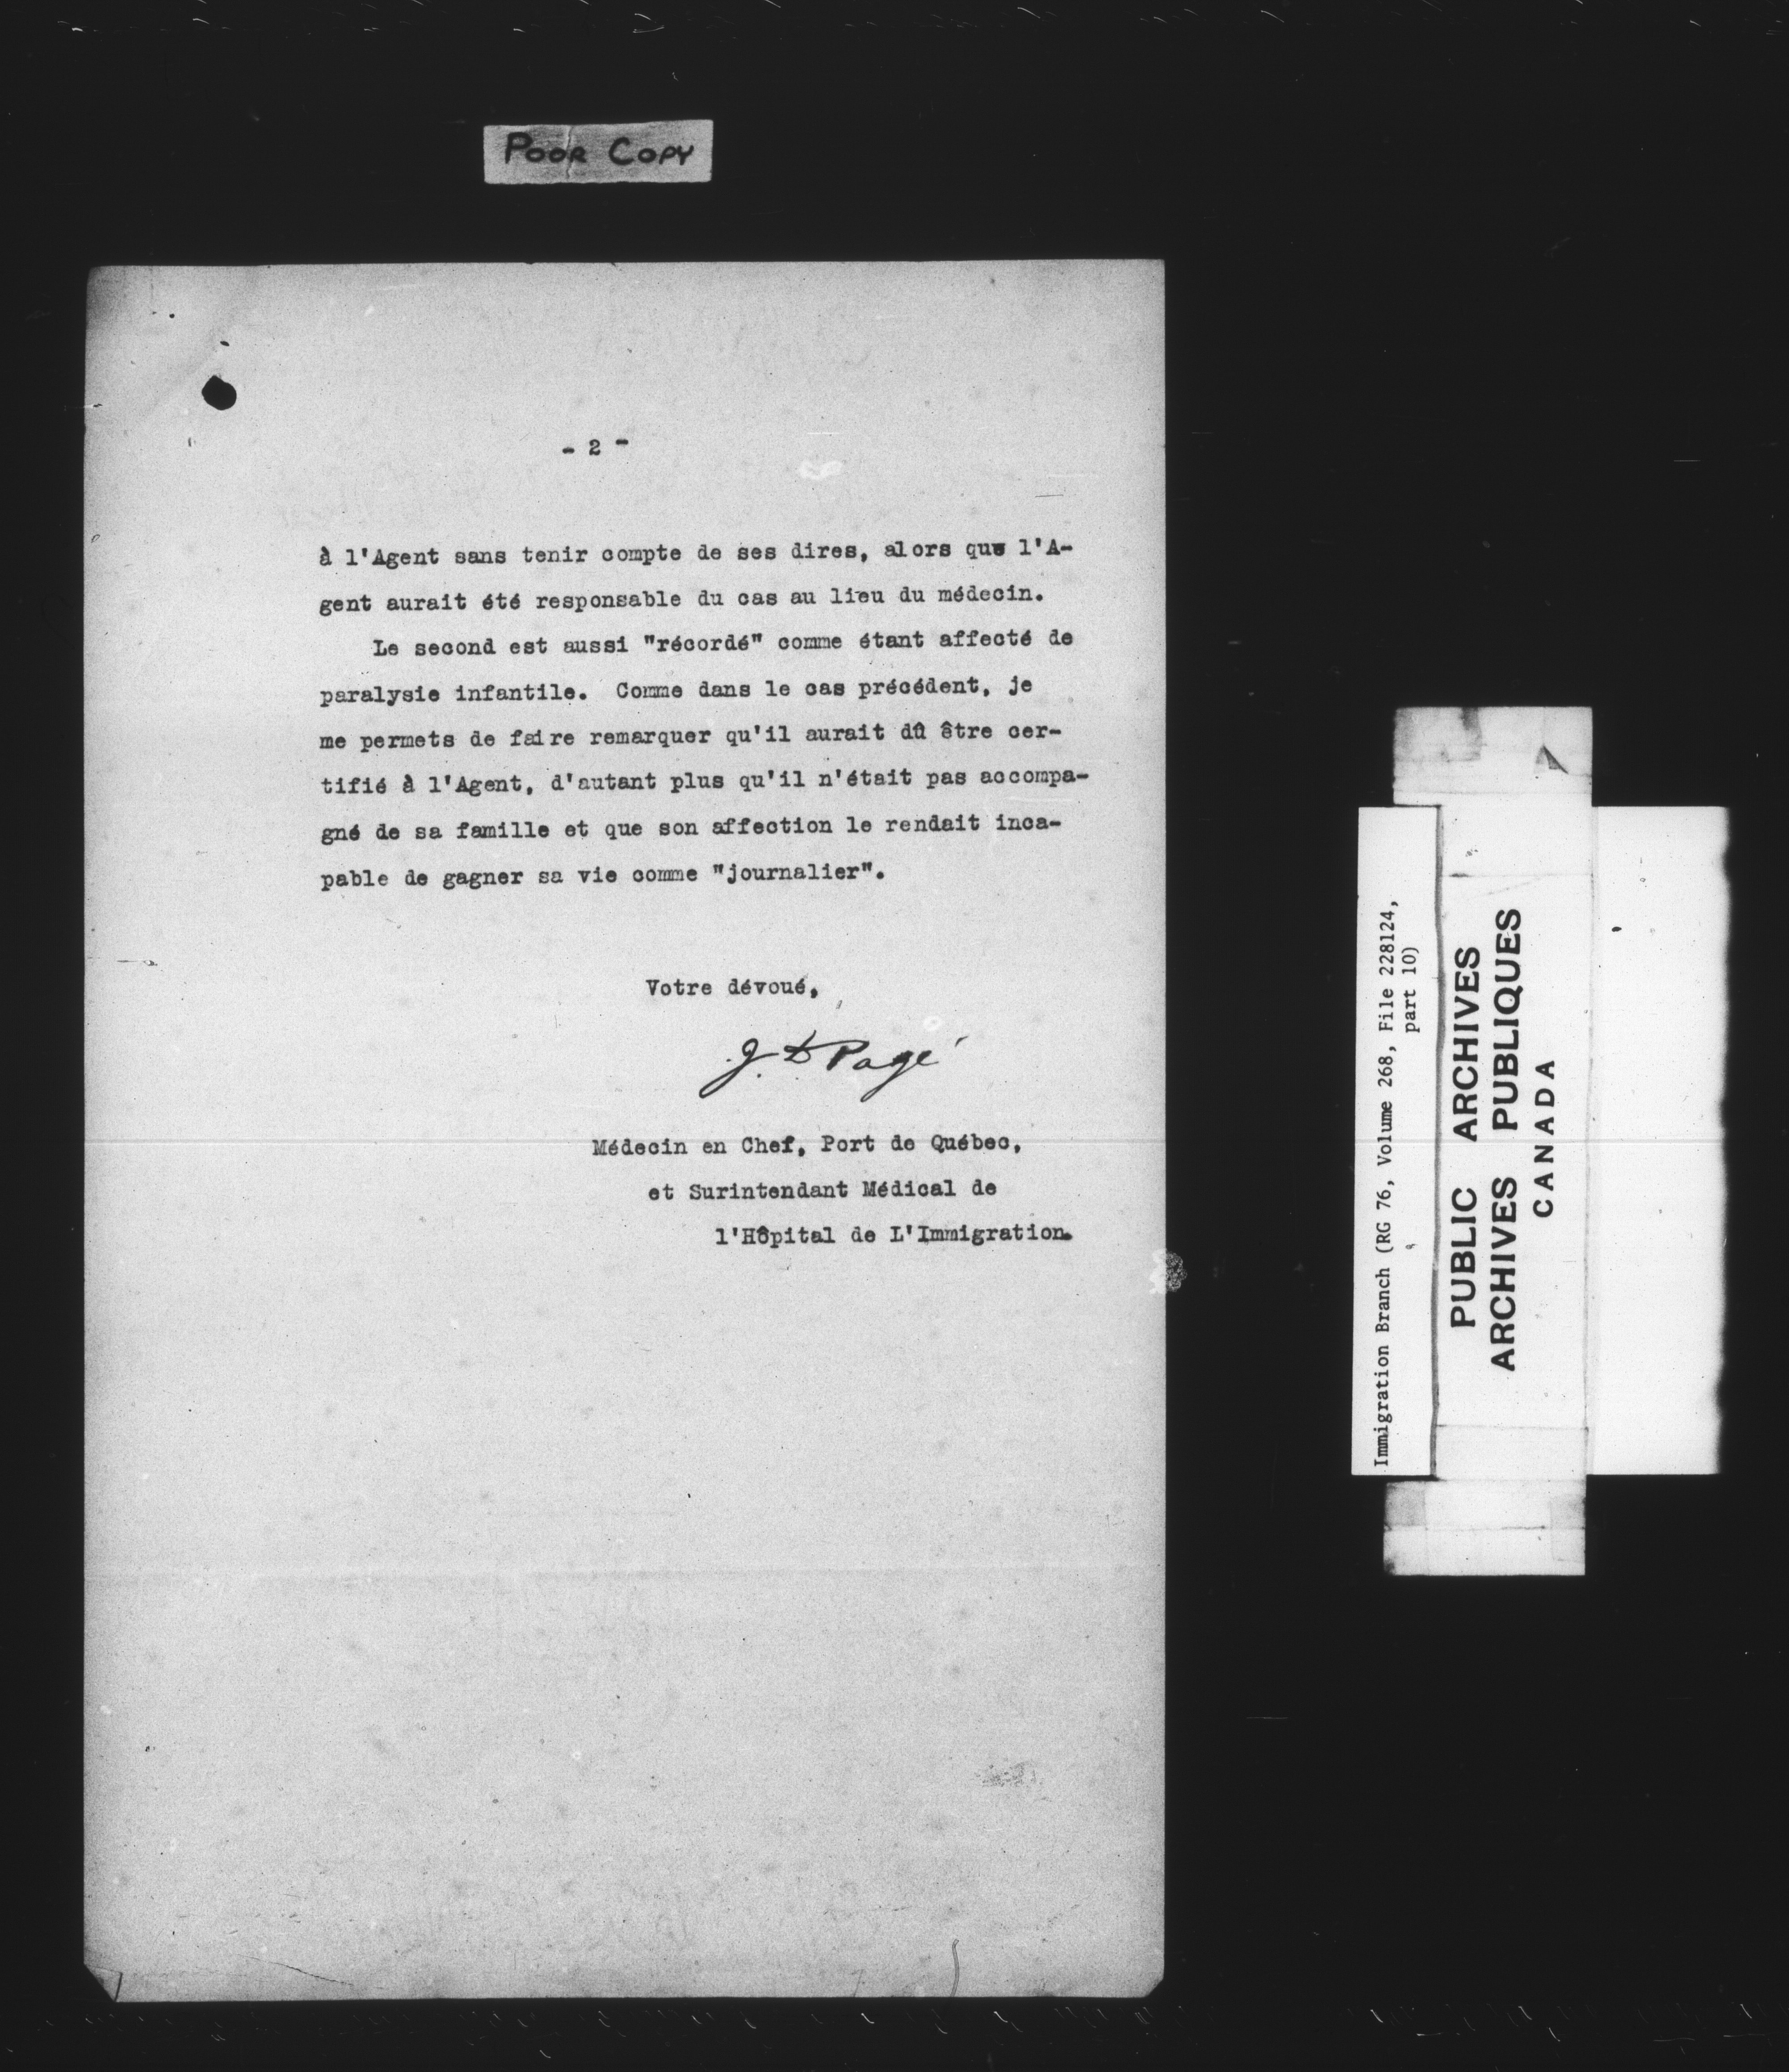 POOR COPY
- 2 -
à l'Agent sans tenir compte de ses dires, alors que l'A-
gent aurait été responsable du cas au lieu du médecin.
Le second est aussi "récordé" comme étant affecté de
paralysie infantile. Comme dans le cas précédent, je
me permets de faire remarquer qu'il aurait dû être cer-
tifié à l'Agent, d'autant plus qu'il n'était pas accompa-
gné de sa famille et que son affection le rendait inca-
pable de gagner sa vie comme "journalier".
Votre dévoué,
J. D. Pagé
Médecin en Chef, Port de Québec,
et Surintendant Médical de
l'Hôpital de L'Immigration.
Immigration Branch (RG 76, Volume 268, File 228124,
part 10)
PUBLIC ARCHIVES
ARCHIVES PUBLIQUES
CANADA